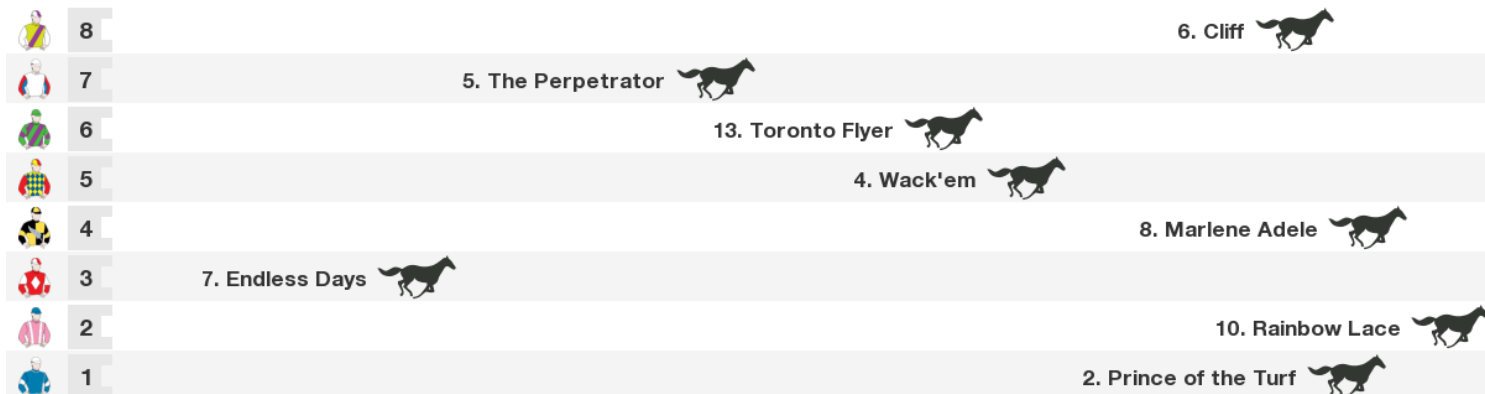 8 6. Cliff
7 5. The Perpetrator
6 13. Toronto Flyer
5 4. Wack'em
4 8. Marlene Adele
3 7. Endless Days
2 10. Rainbow Lace
1 2. Prince of the Turf